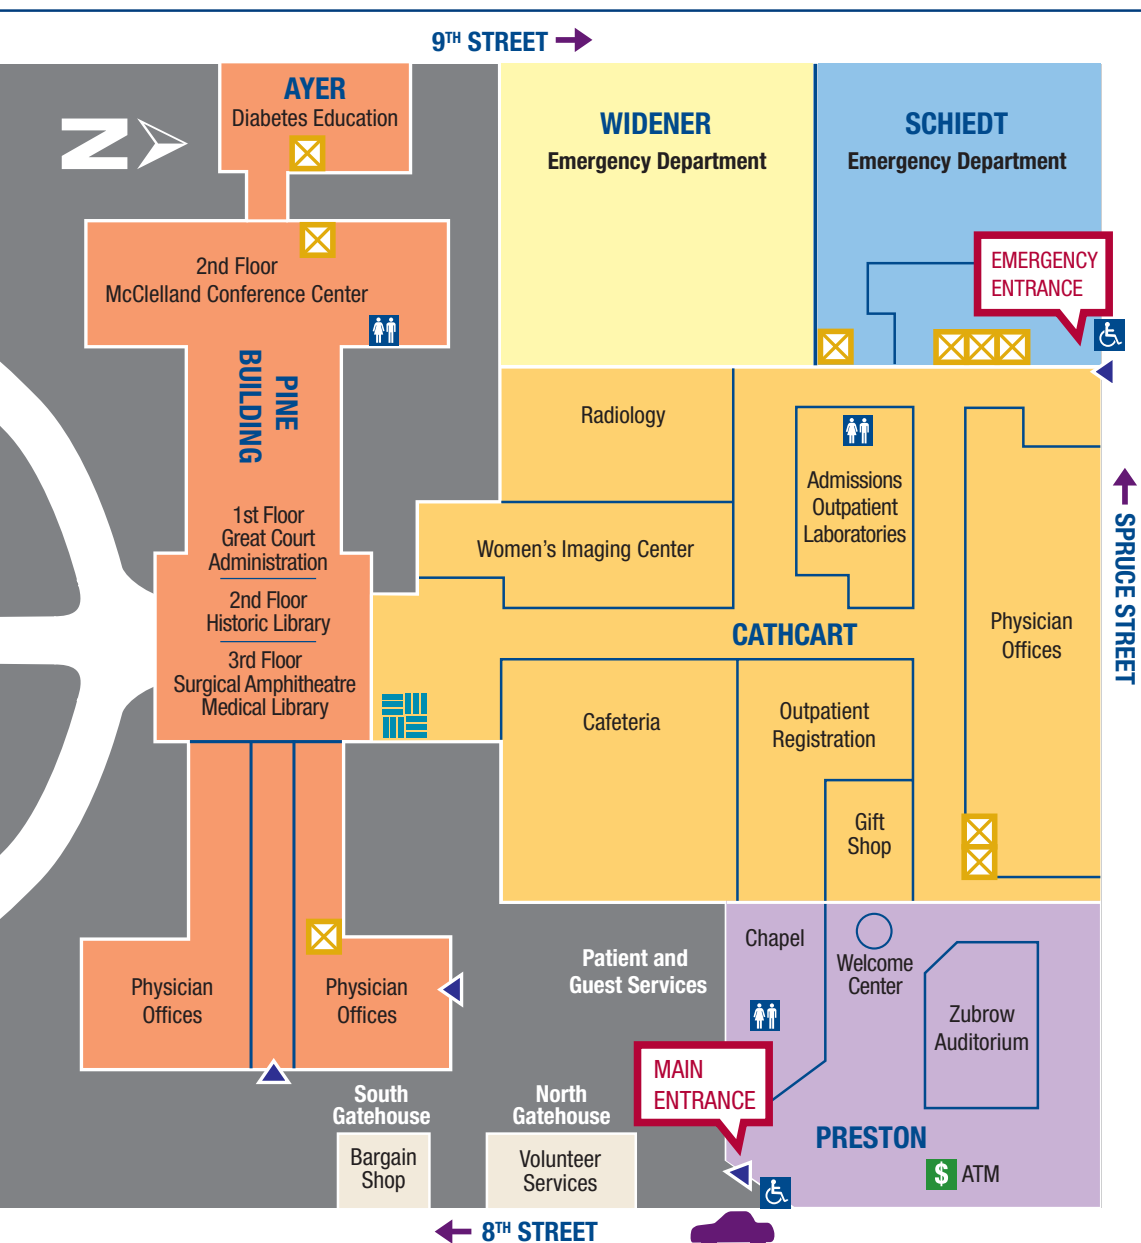 9TH STREET
AYER
Diabetes Education
WIDENER
Emergency Department
SCHIEDT
Emergency Department
N
EMERGENCY
ENTRANCE
2nd Floor
McClelland Conference Center
PINE
BUILDING
Radiology
Admissions
Outpatient
Laboratories
1st Floor
Great Court
Administration
Women's Imaging Center
SPRUCE STREET
2nd Floor
Historic Library
CATHCART
Physician
Offices
3rd Floor
Surgical Amphitheatre
Medical Library
Cafeteria
Outpatient
Registration
Gift
Shop
Chapel
Patient and
Guest Services
Welcome
Center
Physician
Offices
Physician
Offices
Zubrow
Auditorium
MAIN
ENTRANCE
South
Gatehouse
North
Gatehouse
PRESTON
Bargain
Shop
Volunteer
Services
$ ATM
8TH STREET